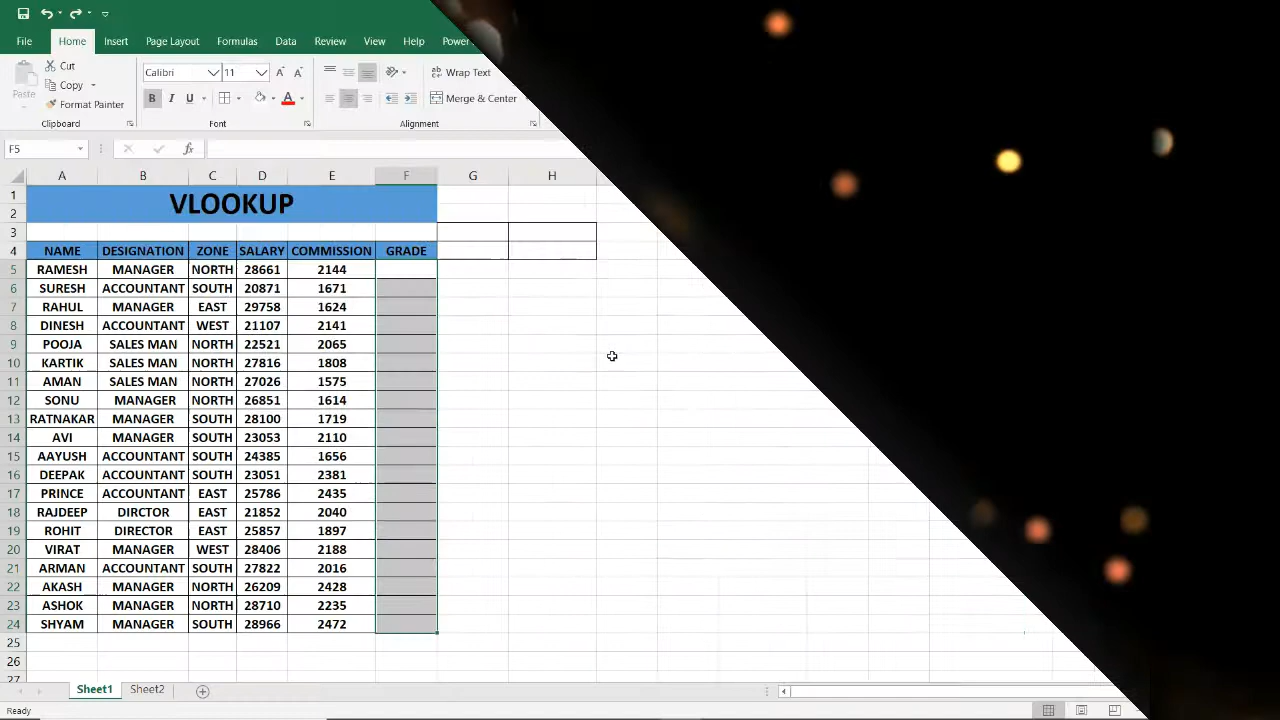 File Home Insert Page Layout Formulas Data Review View Help Power
Paste Cut Calibri 11 Wrap Text
Copy B I U A Merge & Center
Format Painter
Clipboard Font Alignment
F5 fx
A B C D E F G H
1 VLOOKUP
2
3
4 NAME DESIGNATION ZONE SALARY COMMISSION GRADE
5 RAMESH MANAGER NORTH 28661 2144
6 SURESH ACCOUNTANT SOUTH 20871 1671
7 RAHUL MANAGER EAST 29758 1624
8 DINESH ACCOUNTANT WEST 21107 2141
9 POOJA SALES MAN NORTH 22521 2065
10 KARTIK SALES MAN NORTH 27816 1808
11 AMAN SALES MAN NORTH 27026 1575
12 SONU MANAGER NORTH 26851 1614
13 RATNAKAR MANAGER SOUTH 28100 1719
14 AVI MANAGER SOUTH 23053 2110
15 AAYUSH ACCOUNTANT SOUTH 24385 1656
16 DEEPAK ACCOUNTANT SOUTH 23051 2381
17 PRINCE ACCOUNTANT EAST 25786 2435
18 RAJDEEP DIRCTOR EAST 21852 2040
19 ROHIT DIRECTOR EAST 25857 1897
20 VIRAT MANAGER WEST 28406 2188
21 ARMAN ACCOUNTANT SOUTH 27822 2016
22 AKASH MANAGER NORTH 26209 2428
23 ASHOK MANAGER NORTH 28710 2235
24 SHYAM MANAGER SOUTH 28966 2472
25
26
27
Sheet1 Sheet2
Ready